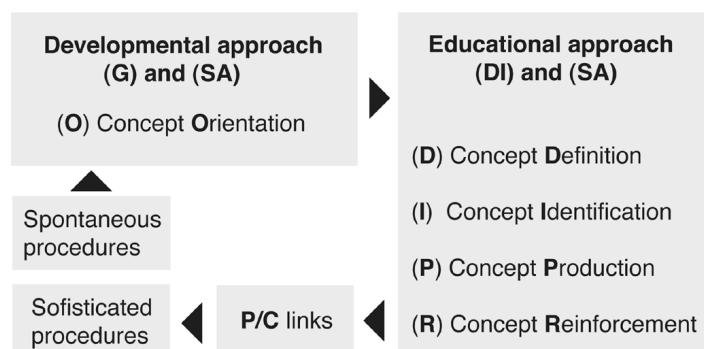 Developmental approach
(G) and (SA)
(O) Concept Orientation
Educational approach
(DI) and (SA)
(D) Concept Definition
(I) Concept Identification
(P) Concept Production
(R) Concept Reinforcement
Spontaneous
procedures
Sofisticated
procedures
P/C links